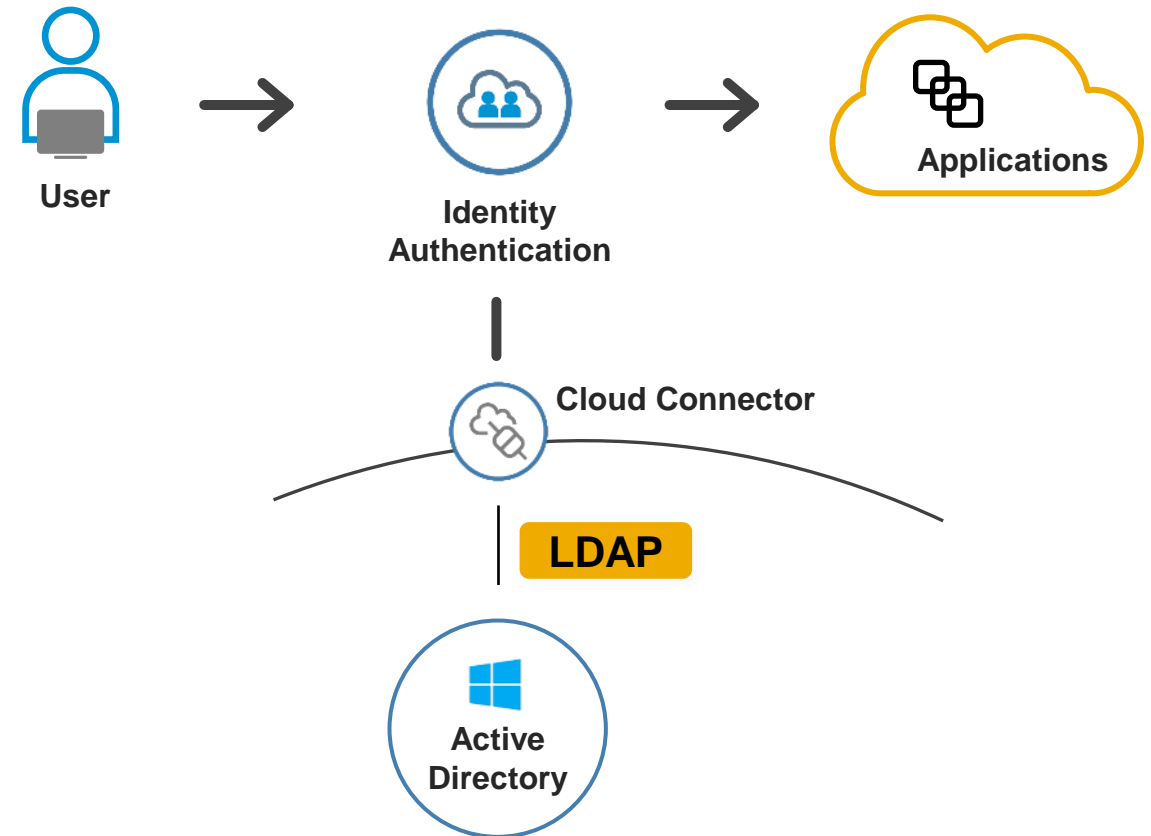 User
Identity
Authentication
Applications
Cloud Connector
LDAP
Active
Directory